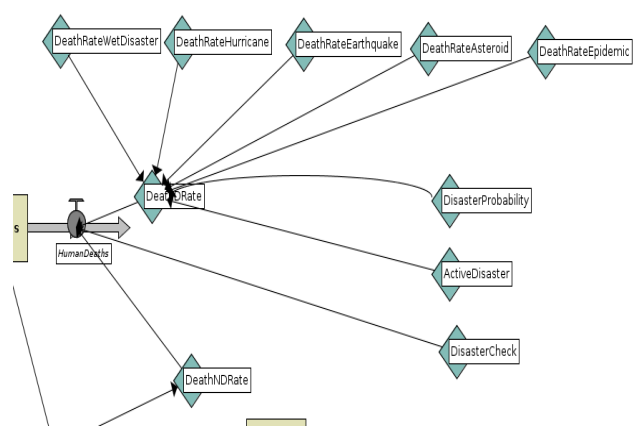 DeathRateWetDisaster
DeathRateHurricane
DeathRateEarthquake
DeathRateAsteroid
DeathRateEpidemic
DisasterProbability
s
HumanDeaths
ActiveDisaster
DisasterCheck
DeathNDRate